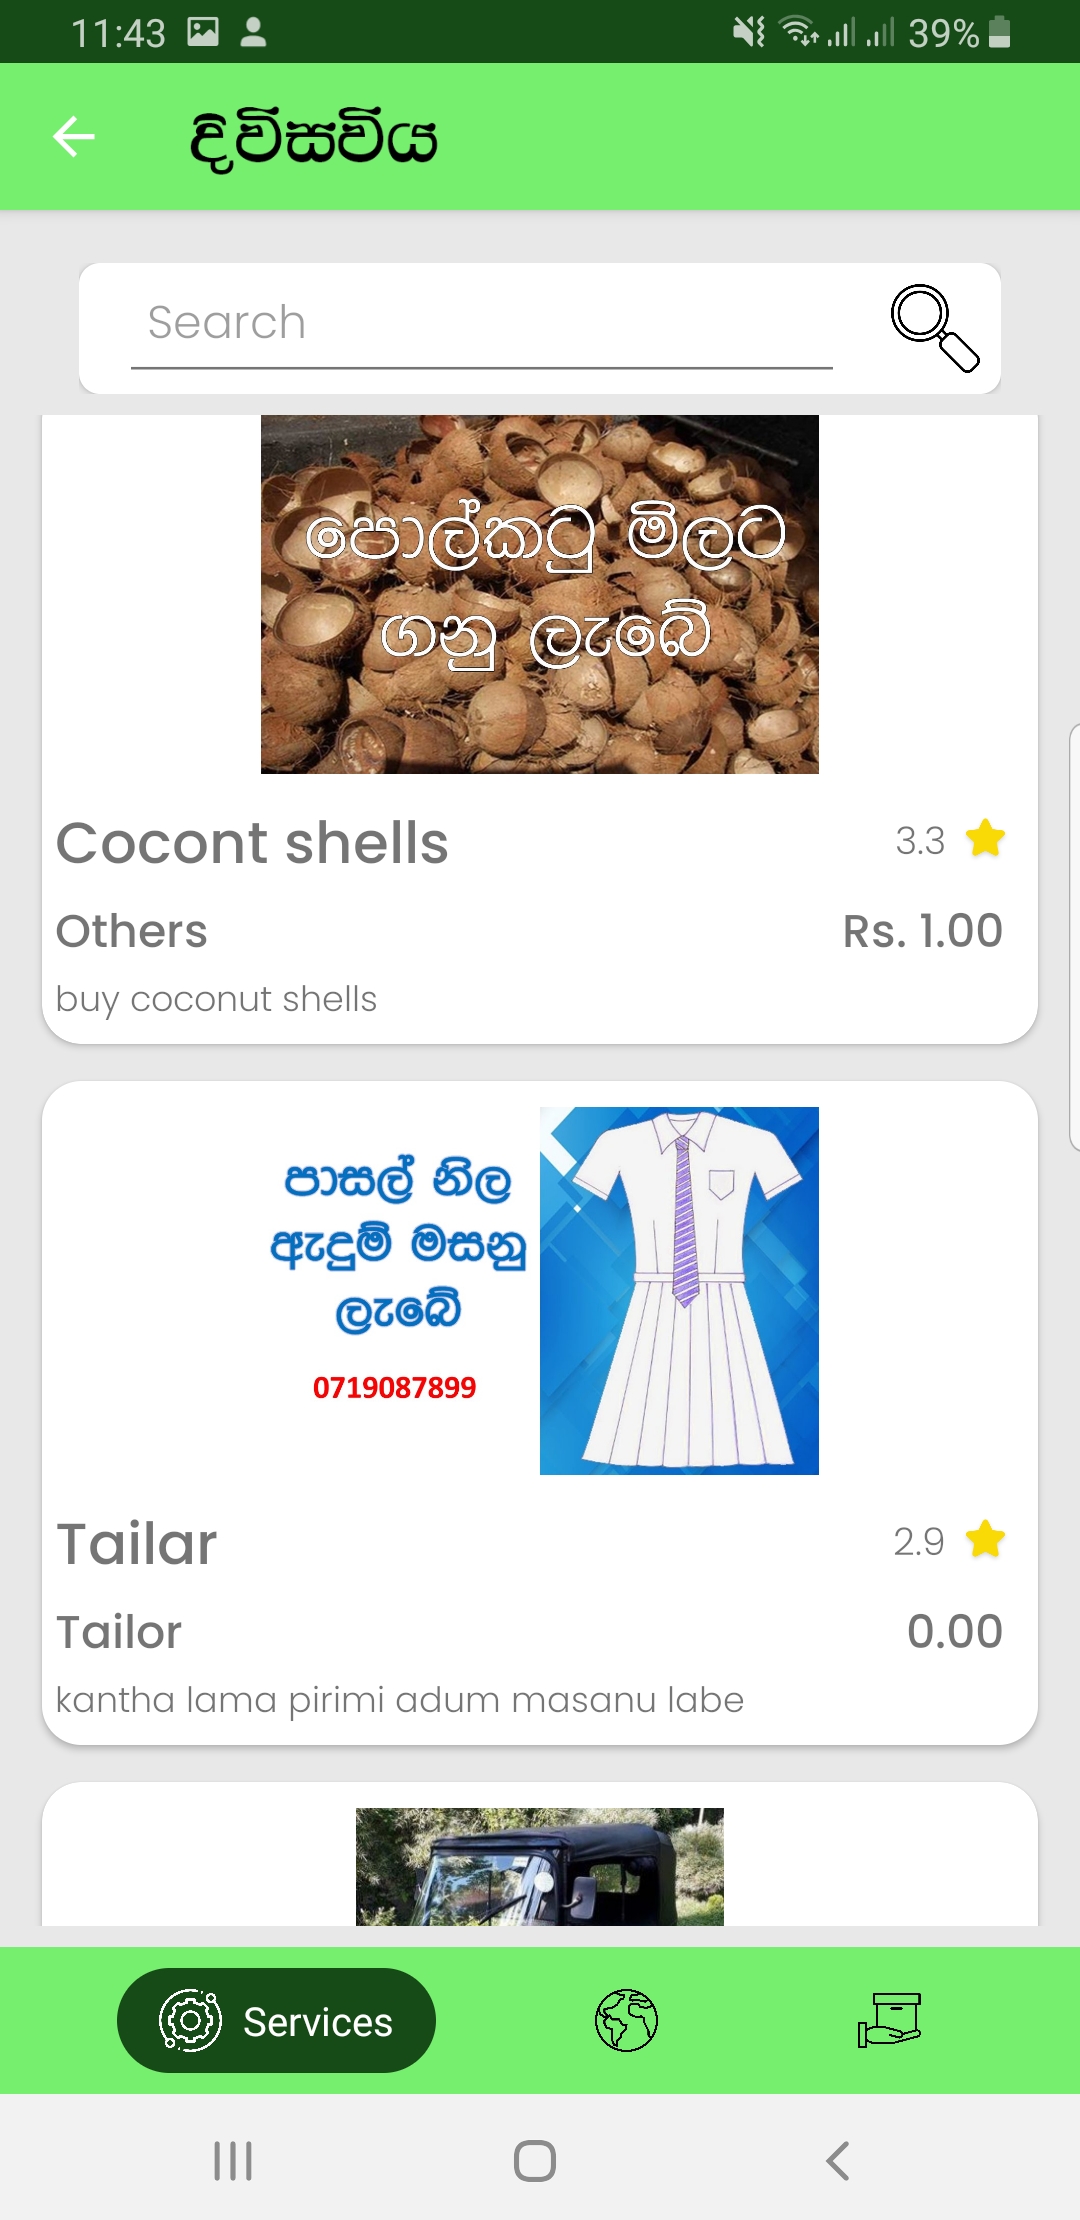 11:43
39%
දිවිසවිය
Search
පොල්කටු මිලට
ගනු ලැබේ
Cocont shells
3.3
Others
Rs. 1.00
buy coconut shells
පාසල් නිල
ඇදුම් මසනු
ලැබේ
0719087899
Tailar
2.9
Tailor
0.00
kantha lama pirimi adum masanu labe
Services